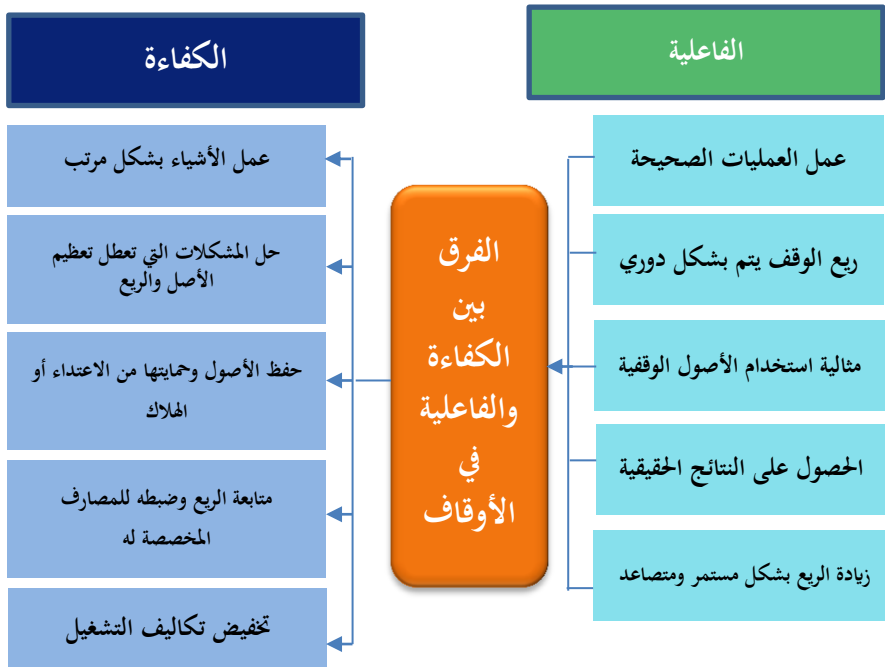 الفاعلية
عمل العمليات الصحيحة
ريع الوقف يتم بشكل دوري
مثالية استخدام الأصول الوقفية
الحصول على النتائج الحقيقية
زيادة الريع بشكل مستمر ومتصاعد
الفرق
بين
الكفاءة
والفاعلية
في
الأوقاف
الكفاءة
عمل الأشياء بشكل مرتب
حل المشكلات التي تعطل تعظيم
الأصل والريع
حفظ الأصول وحمايتها من الاعتداء أو
الهلاك
متابعة الريع وضبطه للمصارف
المخصصة له
تخفيض تكاليف التشغيل